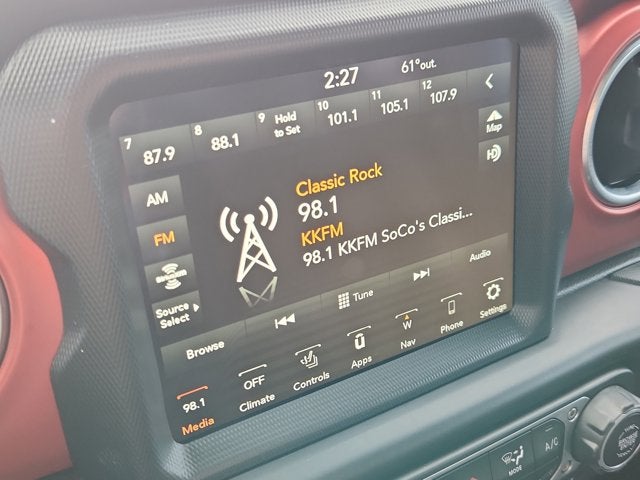 2:27 61°out.
7 87.9 8 88.1 9 Hold to Set 10 101.1 11 105.1 12 107.9
Map
AM
FM
Source Select
Classic Rock
98.1
KKFM
98.1 KKFM SoCo's Classi...
Browse Tune Audio
98.1 OFF W
Media Climate Controls Apps Nav Phone Settings
MODE A/C